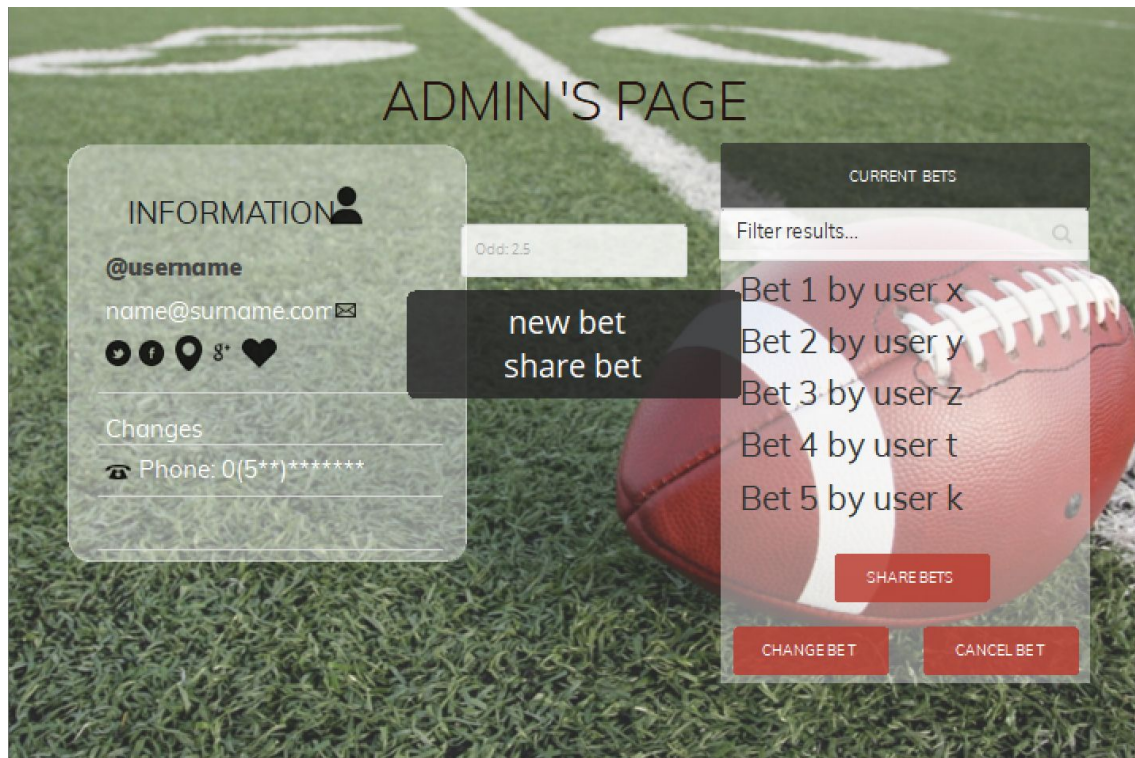 50
ADMIN'S PAGE
INFORMATION
@username
name@surname.com
g+
Changes
Phone: 0(5**)*******
Odd: 2.5
new bet
share bet
CURRENT BETS
Filter results...
Bet 1 by user x
Bet 2 by user y
Bet 3 by user z
Bet 4 by user t
Bet 5 by user k
SHARE BETS
CHANGE BET
CANCEL BET